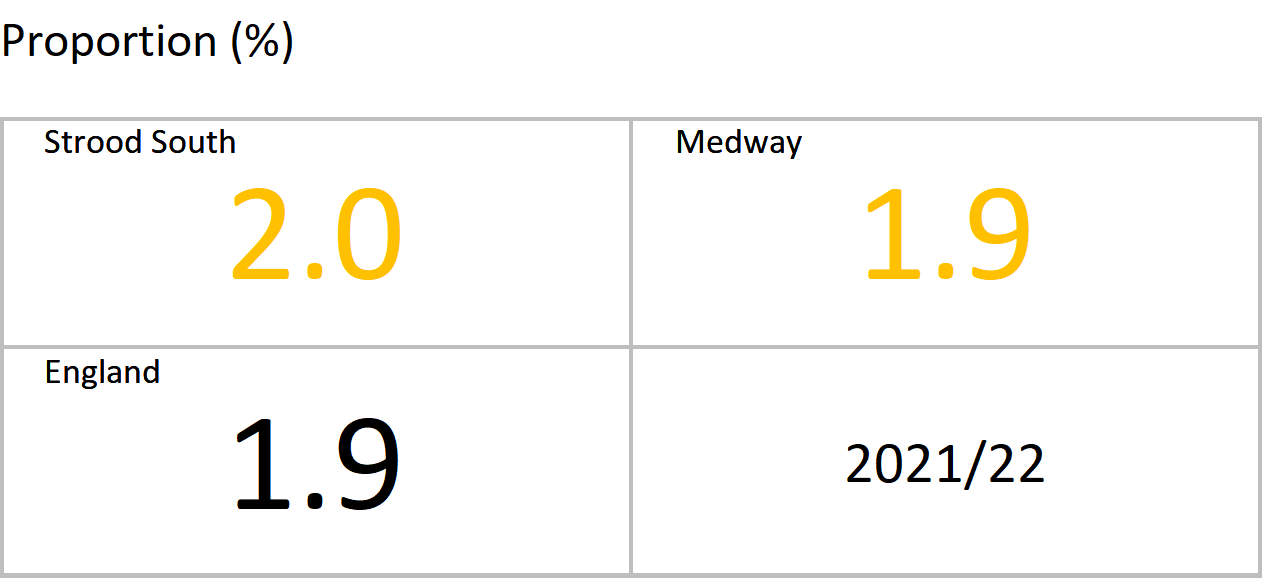 Proportion (%)
Strood South
2.0
Medway
1.9
England
1.9
2021/22